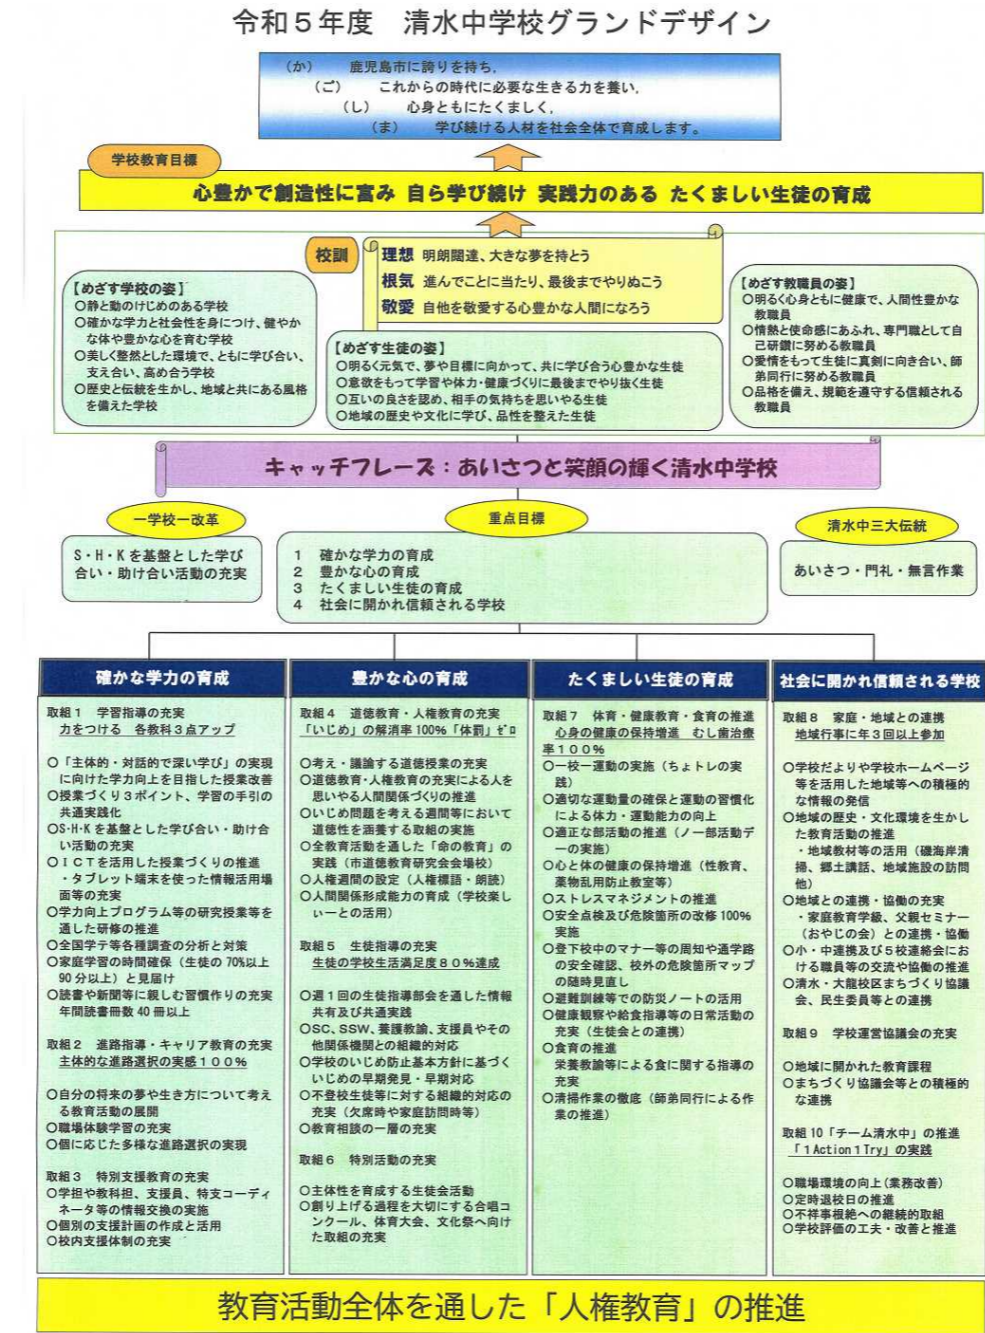 令和５年度　清水中学校グランドデザイン
（か）　鹿児島市に誇りを持ち，
（ご）　これからの時代に必要な生きる力を養い，
（し）　心身ともにたくましく，
（ま）　学び続ける人材を社会全体で育成します。
学校教育目標
心豊かで創造性に富み 自ら学び続け 実践力のある たくましい生徒の育成
校訓
理想 明朗闊達、大きな夢を持とう
根気 進んでことに当たり、最後までやりぬこう
敬愛 自他を敬愛する心豊かな人間になろう
【めざす学校の姿】
〇静と動のけじめのある学校
〇確かな学力と社会性を身につけ、健やか
な体や豊かな心を育む学校
〇美しく整然とした環境で、ともに学び合い、
支え合い、高め合う学校
〇歴史と伝統を生かし、地域と共にある風格
を備えた学校
【めざす生徒の姿】
〇明るく元気で、夢や目標に向かって、共に学び合う心豊かな生徒
〇意欲をもって学習や体力・健康づくりに最後までやり抜く生徒
〇互いの良さを認め、相手の気持ちを思いやる生徒
〇地域の歴史や文化に学び、品性を整えた生徒
【めざす教職員の姿】
〇明るく心身ともに健康で、人間性豊かな
教職員
〇情熱と使命感にあふれ、専門職として自
己研鑽に努める教職員
〇愛情をもって生徒に真剣に向き合い、師
弟同行に努める教職員
〇品格を備え、規範を遵守する信頼される
教職員
キャッチフレーズ：あいさつと笑顔の輝く清水中学校
一学校一改革
S・H・Kを基盤とした学び
合い・助け合い活動の充実
重点目標
1　確かな学力の育成
2　豊かな心の育成
3　たくましい生徒の育成
4　社会に開かれ信頼される学校
清水中三大伝統
あいさつ・門礼・無言作業
確かな学力の育成
取組１　学習指導の充実
力をつける　各教科３点アップ
〇「主体的・対話的で深い学び」の実現
に向けた学力向上を目指した授業改善
〇授業づくり３ポイント、学習の手引の
共通実践化
〇S・H・Kを基盤とした学び合い・助け合
い活動の充実
〇ＩＣＴを活用した授業づくりの推進
・タブレット端末を使った情報活用場
面等の充実
〇学力向上プログラム等の研究授業等を
通した研修の推進
〇全国学テ等各種調査の分析と対策
〇家庭学習の時間確保（生徒の 70%以上
90 分以上）と見届け
〇読書や新聞等に親しむ習慣作りの充実
年間読書冊数 40 冊以上
取組２　進路指導・キャリア教育の充実
主体的な進路選択の実感１００％
〇自分の将来の夢や生き方について考え
る教育活動の展開
〇職場体験学習の充実
〇個に応じた多様な進路選択の実現
取組３　特別支援教育の充実
〇学担や教科担、支援員、特支コーディ
ネータ等の情報交換の実施
〇個別の支援計画の作成と活用
〇校内支援体制の充実
豊かな心の育成
取組４　道徳教育・人権教育の充実
「いじめ」の解消率 100%「体罰」ｾﾞﾛ
〇考え・議論する道徳授業の充実
〇道徳教育・人権教育の充実による人を
思いやる人間関係づくりの推進
〇いじめ問題を考える週間等において
道徳性を涵養する取組の実施
〇全教育活動を通した「命の教育」の
実践（市道徳教育研究会会場校）
〇人権週間の設定（人権標語・朗読）
〇人間関係形成能力の育成（学校楽し
ぃーとの活用）
取組５　生徒指導の充実
生徒の学校生活満足度８０％達成
〇週１回の生徒指導部会を通した情報
共有及び共通実践
〇SC、SSW、養護教諭、支援員やその
他関係機関との組織的対応
〇学校のいじめ防止基本方針に基づく
いじめの早期発見・早期対応
〇不登校生徒等に対する組織的対応の
充実（欠席時や家庭訪問時等）
〇教育相談の一層の充実
取組６　特別活動の充実
〇主体性を育成する生徒会活動
〇創り上げる過程を大切にする合唱コ
ンクール、体育大会、文化祭へ向け
た取組の充実
たくましい生徒の育成
取組７　体育・健康教育・食育の推進
心身の健康の保持増進　むし歯治療
率１００％
〇一校一運動の実施（ちょトレの実
践）
〇適切な運動量の確保と運動の習慣化
による体力・運動能力の向上
〇適正な部活動の推進（ノー部活動デ
ーの実施）
〇心と体の健康の保持増進（性教育、
薬物乱用防止教室等）
〇ストレスマネジメントの推進
〇安全点検及び危険箇所の改修 100%
実施
〇登下校中のマナー等の周知や通学路
の安全確認、校外の危険箇所マップ
の随時見直し
〇避難訓練等での防災ノートの活用
〇健康観察や給食指導等の日常活動の
充実（生徒会との連携）
〇食育の推進
栄養教諭等による食に関する指導の
充実
〇清掃作業の徹底（師弟同行による作
業の推進）
社会に開かれ信頼される学校
取組８　家庭・地域との連携
地域行事に年３回以上参加
〇学校だよりや学校ホームページ
等を活用した地域等への積極的
な情報の発信
〇地域の歴史・文化環境を生かし
た教育活動の推進
・地域教材等の活用（磯海岸清
掃、郷土講話、地域施設の訪問
他）
〇地域との連携・協働の充実
・家庭教育学級、父親セミナー
（おやじの会）との連携・協働
〇小・中連携及び５校連絡会にお
ける職員等の交流や協働の推進
〇清水・大龍校区まちづくり協議
会、民生委員等との連携
取組９　学校運営協議会の充実
〇地域に開かれた教育課程
〇まちづくり協議会等との積極的
な連携
取組 10「チーム清水中」の推進
「１Action１Try」の実践
〇職場環境の向上(業務改善)
〇定時退校日の推進
〇不祥事根絶への継続的取組
〇学校評価の工夫・改善と推進
教育活動全体を通した「人権教育」の推進